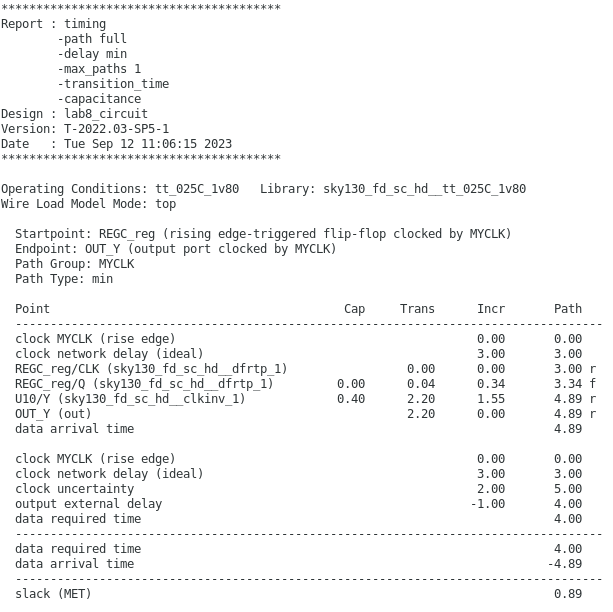 ****************************************
Report : timing
-path full
-delay min
-max_paths 1
-transition_time
-capacitance
Design : lab8_circuit
Version: T-2022.03-SP5-1
Date   : Tue Sep 12 11:06:15 2023
****************************************
Operating Conditions: tt_025C_1v80   Library: sky130_fd_sc_hd__tt_025C_1v80
Wire Load Model Mode: top
Startpoint: REGC_reg (rising edge-triggered flip-flop clocked by MYCLK)
Endpoint: OUT_Y (output port clocked by MYCLK)
Path Group: MYCLK
Path Type: min
Point                                          Cap     Trans      Incr       Path
------------------------------------------------------------------------------------
clock MYCLK (rise edge)                                           0.00       0.00
clock network delay (ideal)                                       3.00       3.00
REGC_reg/CLK (sky130_fd_sc_hd__dfrtp_1)                 0.00      0.00       3.00 r
REGC_reg/Q (sky130_fd_sc_hd__dfrtp_1)         0.00      0.04      0.34       3.34 f
U10/Y (sky130_fd_sc_hd__clkinv_1)             0.40      2.20      1.55       4.89 r
OUT_Y (out)                                             2.20      0.00       4.89 r
data arrival time                                                            4.89
clock MYCLK (rise edge)                                           0.00       0.00
clock network delay (ideal)                                       3.00       3.00
clock uncertainty                                                 2.00       5.00
output external delay                                            -1.00       4.00
data required time                                                           4.00
------------------------------------------------------------------------------------
data required time                                                           4.00
data arrival time                                                           -4.89
------------------------------------------------------------------------------------
slack (MET)                                                                  0.89